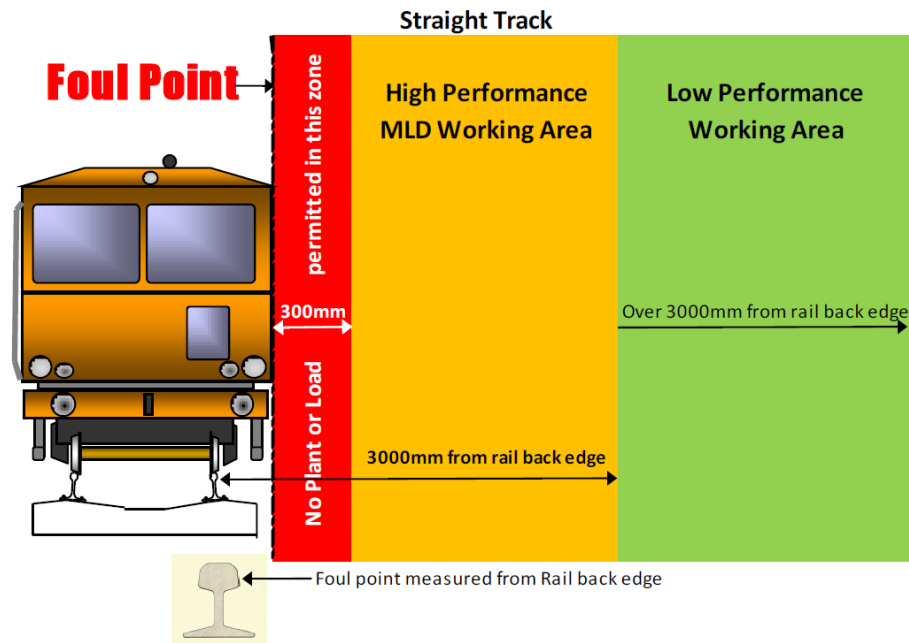 Straight Track
Foul Point
No Plant or Load permitted in this zone
High Performance
MLD Working Area
Low Performance
Working Area
300mm
Over 3000mm from rail back edge
3000mm from rail back edge
Foul point measured from Rail back edge